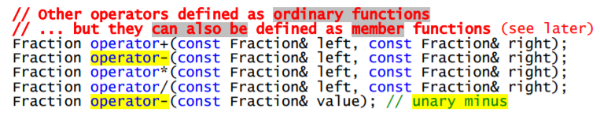 // Other operators defined as ordinary functions
// ... but they can also be defined as member functions (see later)
Fraction operator+(const Fraction& left, const Fraction& right);
Fraction operator-(const Fraction& left, const Fraction& right);
Fraction operator*(const Fraction& left, const Fraction& right);
Fraction operator/(const Fraction& left, const Fraction& right);
Fraction operator-(const Fraction& value); // unary minus